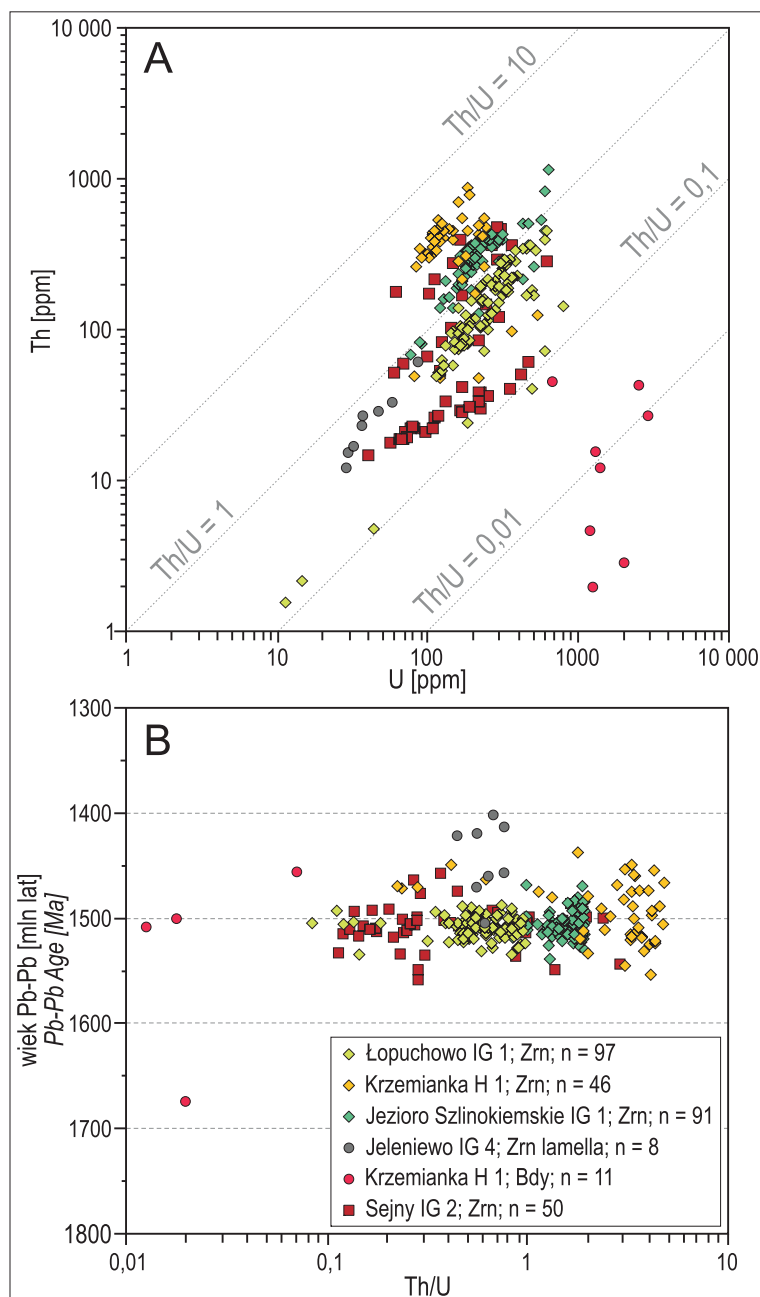 A
10 000
1000
100
10
1
Th [ppm]
Th/U = 10
Th/U = 0,1
Th/U = 1
Th/U = 0,01
1
10
100
1000
10 000
U [ppm]
B
1300
1400
1500
1600
1700
1800
wiek Pb-Pb [mln lat]
Pb-Pb Age [Ma]
Łopuchowo IG 1; Zrn; n = 97
Krzemianka H 1; Zrn; n = 46
Jezioro Szlinokiemskie IG 1; Zrn; n = 91
Jeleniewo IG 4; Zrn lamella; n = 8
Krzemianka H 1; Bdy; n = 11
Sejny IG 2; Zrn; n = 50
0,01
0,1
1
10
Th/U